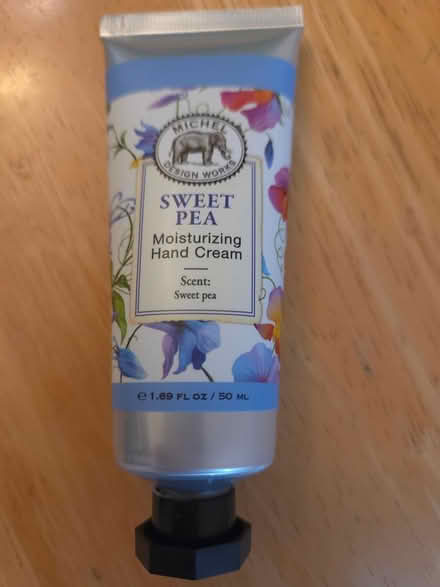 MICHEL
DESIGN WORKS
SWEET
PEA
Moisturizing
Hand Cream
Scent:
Sweet pea
℮ 1.69 FL OZ / 50 ML